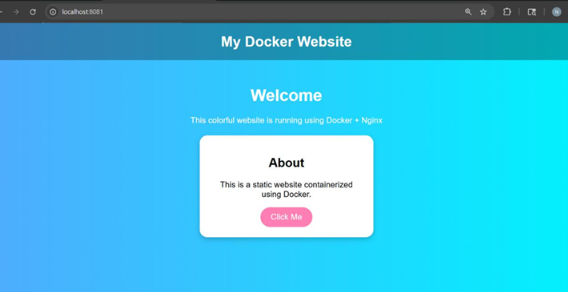 localhost:8081
My Docker Website
Welcome
This colorful website is running using Docker + Nginx
About
This is a static website containerized
using Docker.
Click Me